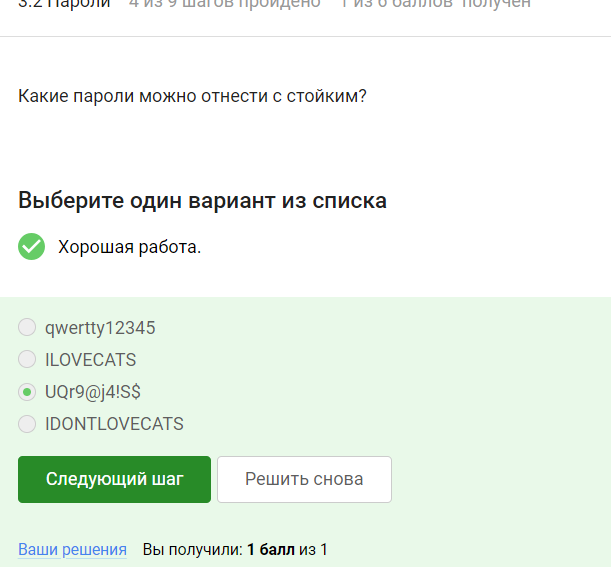 3.2 Пароли 4 из 9 шагов пройдено 1 из 6 баллов получен
Какие пароли можно отнести с стойким?
Выберите один вариант из списка
Хорошая работа.
qwertty12345
ILOVECATS
UQr9@j4!S$
IDONTLOVECATS
Следующий шаг Решить снова
Ваши решения Вы получили: 1 балл из 1